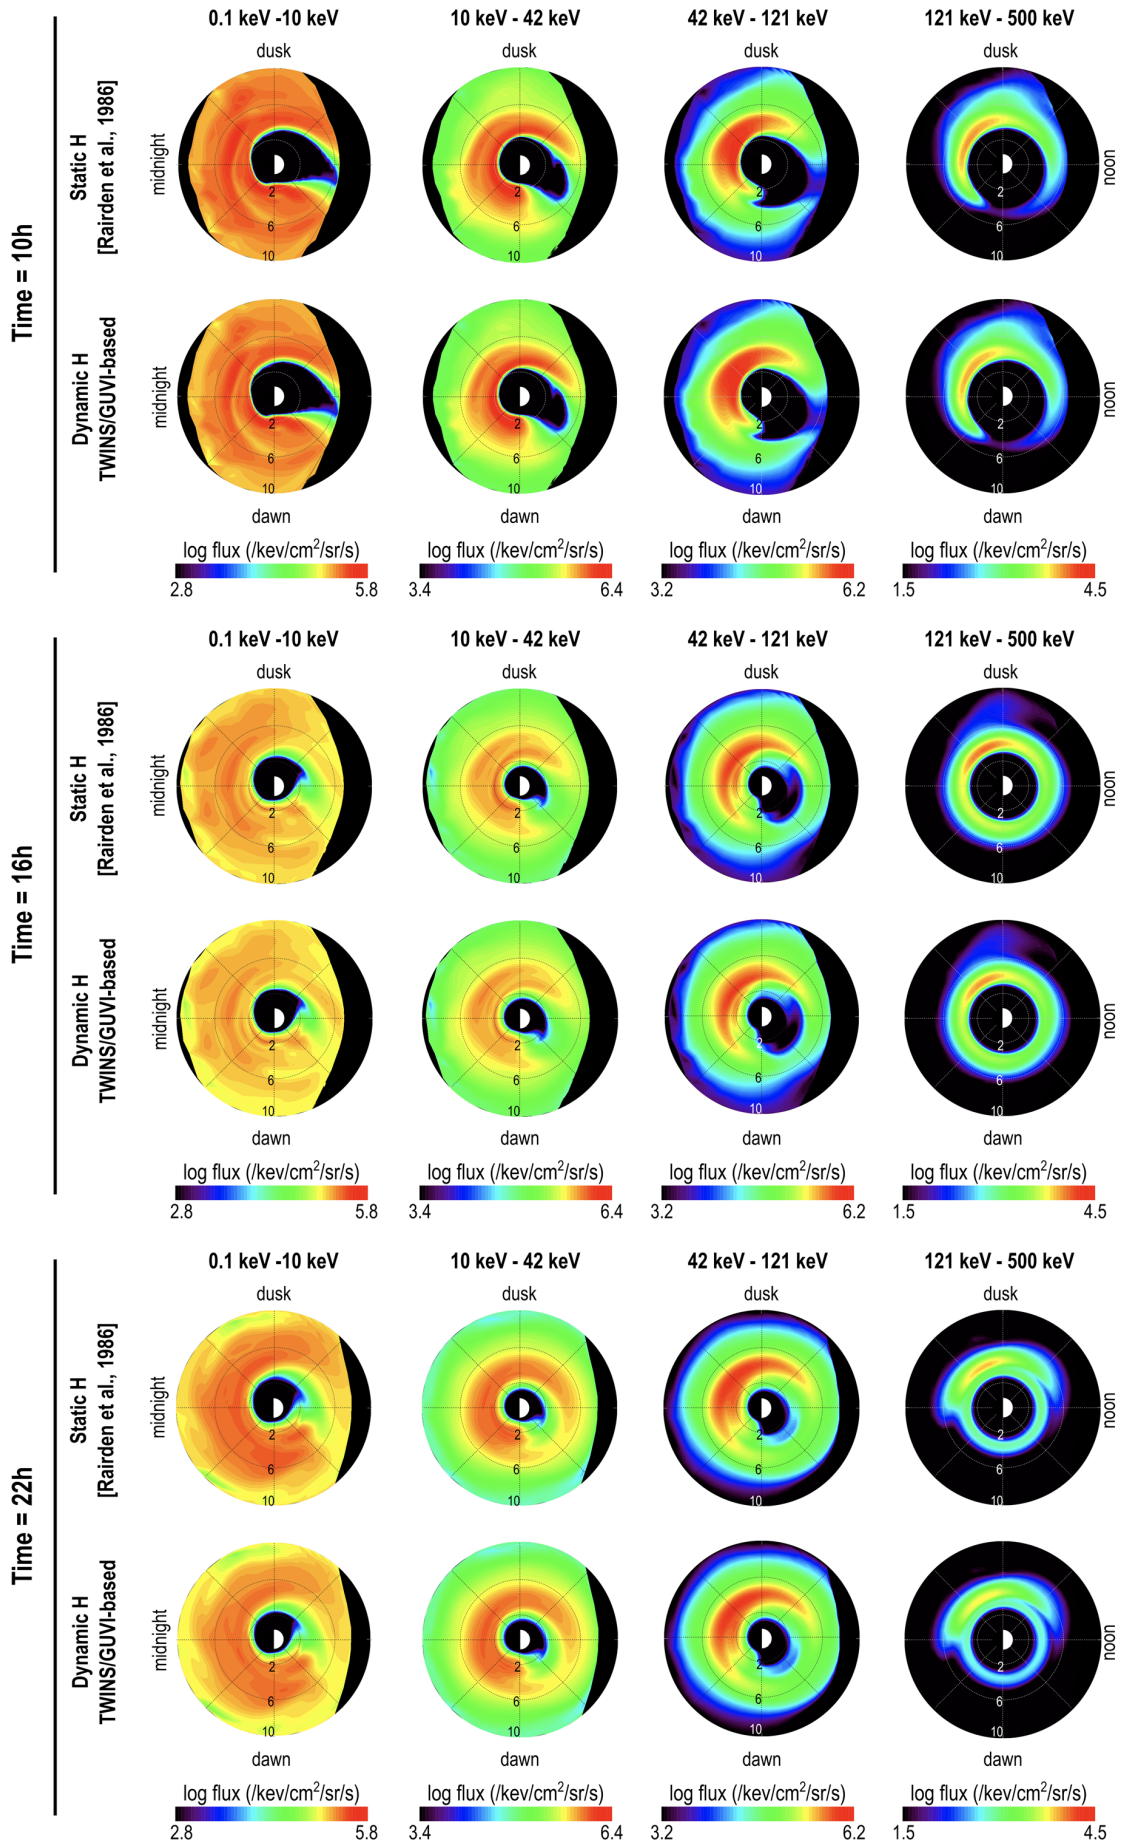 0.1 keV -10 keV
10 keV - 42 keV
42 keV - 121 keV
121 keV - 500 keV
dusk
dusk
dusk
dusk
Time = 10h
Static H
[Rairden et al., 1986]
midnight
2
6
10
2
6
10
2
6
10
2
6
10
noon
Dynamic H
TWINS/GUVI-based
midnight
2
6
10
2
6
10
2
6
10
2
6
10
noon
dawn
dawn
dawn
dawn
log flux (/kev/cm²/sr/s)
log flux (/kev/cm²/sr/s)
log flux (/kev/cm²/sr/s)
log flux (/kev/cm²/sr/s)
2.8 5.8
3.4 6.4
3.2 6.2
1.5 4.5
0.1 keV -10 keV
10 keV - 42 keV
42 keV - 121 keV
121 keV - 500 keV
dusk
dusk
dusk
dusk
Time = 16h
Static H
[Rairden et al., 1986]
midnight
2
6
10
2
6
10
2
6
10
2
6
10
noon
Dynamic H
TWINS/GUVI-based
midnight
2
6
10
2
6
10
2
6
10
2
6
10
noon
dawn
dawn
dawn
dawn
log flux (/kev/cm²/sr/s)
log flux (/kev/cm²/sr/s)
log flux (/kev/cm²/sr/s)
log flux (/kev/cm²/sr/s)
2.8 5.8
3.4 6.4
3.2 6.2
1.5 4.5
0.1 keV -10 keV
10 keV - 42 keV
42 keV - 121 keV
121 keV - 500 keV
dusk
dusk
dusk
dusk
Time = 22h
Static H
[Rairden et al., 1986]
midnight
2
6
10
2
6
10
2
6
10
2
6
10
noon
Dynamic H
TWINS/GUVI-based
midnight
2
6
10
2
6
10
2
6
10
2
6
10
noon
dawn
dawn
dawn
dawn
log flux (/kev/cm²/sr/s)
log flux (/kev/cm²/sr/s)
log flux (/kev/cm²/sr/s)
log flux (/kev/cm²/sr/s)
2.8 5.8
3.4 6.4
3.2 6.2
1.5 4.5